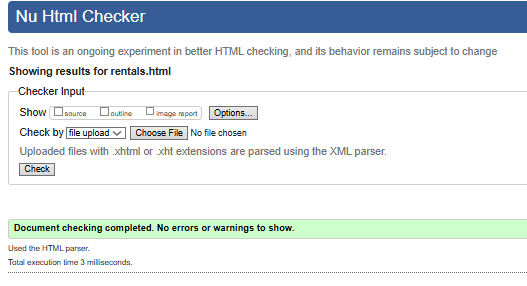 Nu Html Checker
This tool is an ongoing experiment in better HTML checking, and its behavior remains subject to change
Showing results for rentals.html
Checker Input
Show source outline image report Options...
Check by file upload Choose File No file chosen
Uploaded files with .xhtml or .xht extensions are parsed using the XML parser.
Check
Document checking completed. No errors or warnings to show.
Used the HTML parser.
Total execution time 3 milliseconds.